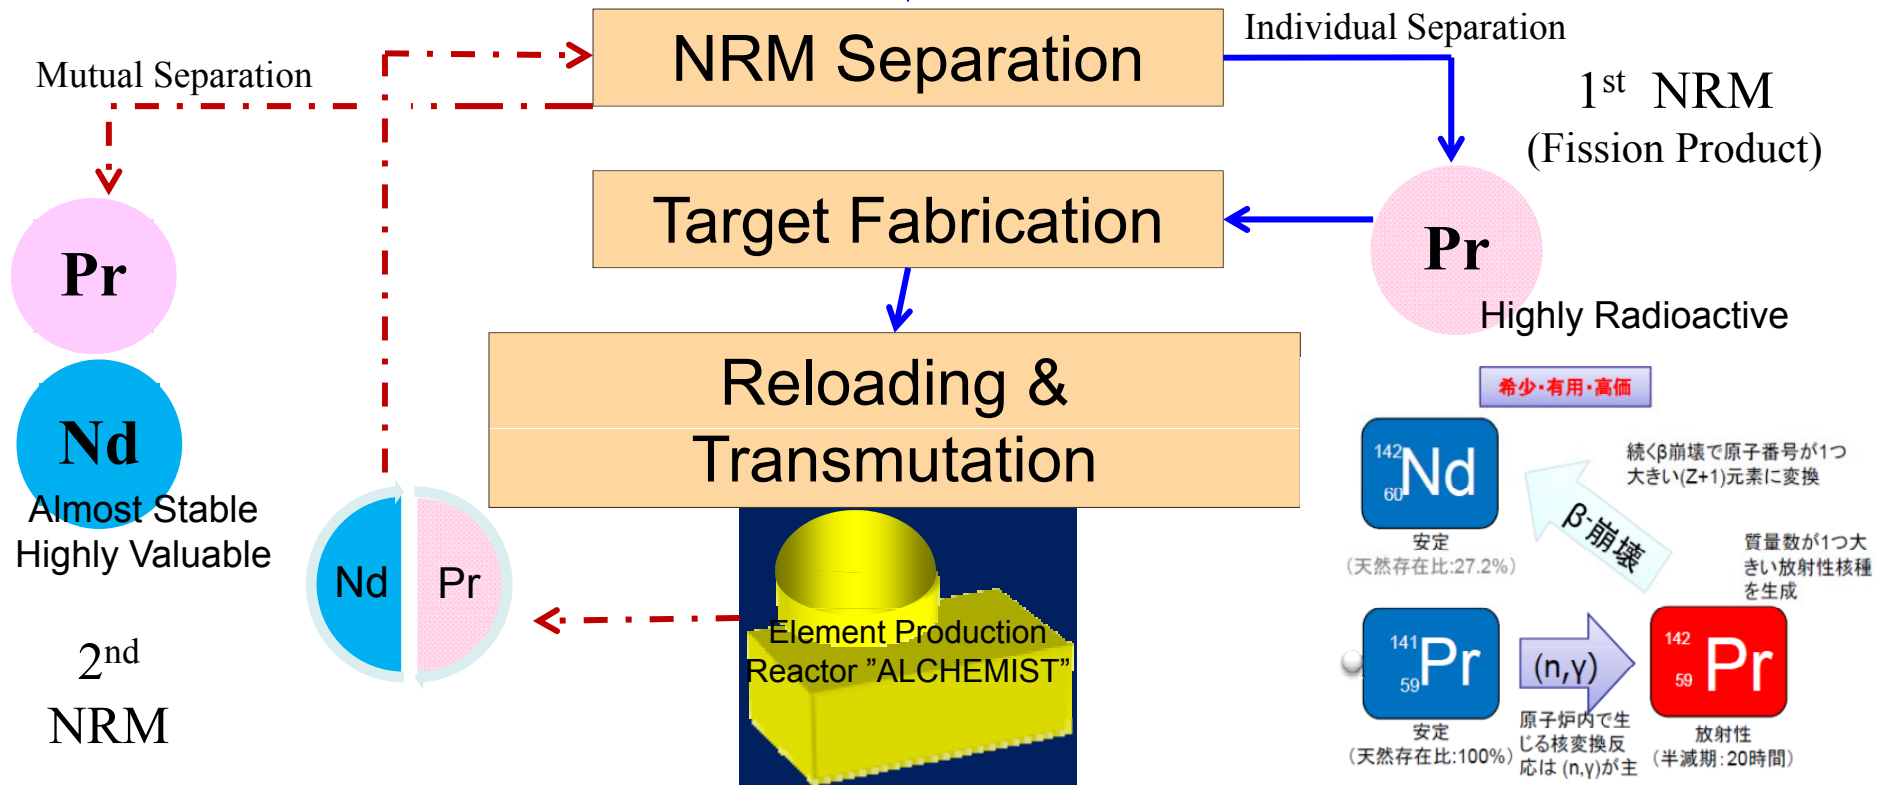 NRM Separation
Individual Separation
Mutual Separation
1st NRM
(Fission Product)
Target Fabrication
Pr
Highly Radioactive
Pr
Nd
Almost Stable
Highly Valuable
Reloading &
Transmutation
Nd
Pr
2nd
NRM
Element Production
Reactor ”ALCHEMIST”
希少・有用・高価
142
60
Nd
安定
(天然存在比:27.2%)
続くβ崩壊で原子番号が1つ
大きい(Z+1)元素に変換
β-崩壊
質量数が1つ大
きい放射性核種
を生成
141
59
Pr
安定
(天然存在比:100%)
(n,γ)
原子炉内で生
じる核変換反
応は (n,γ)が主
142
59
Pr
放射性
(半減期:20時間)